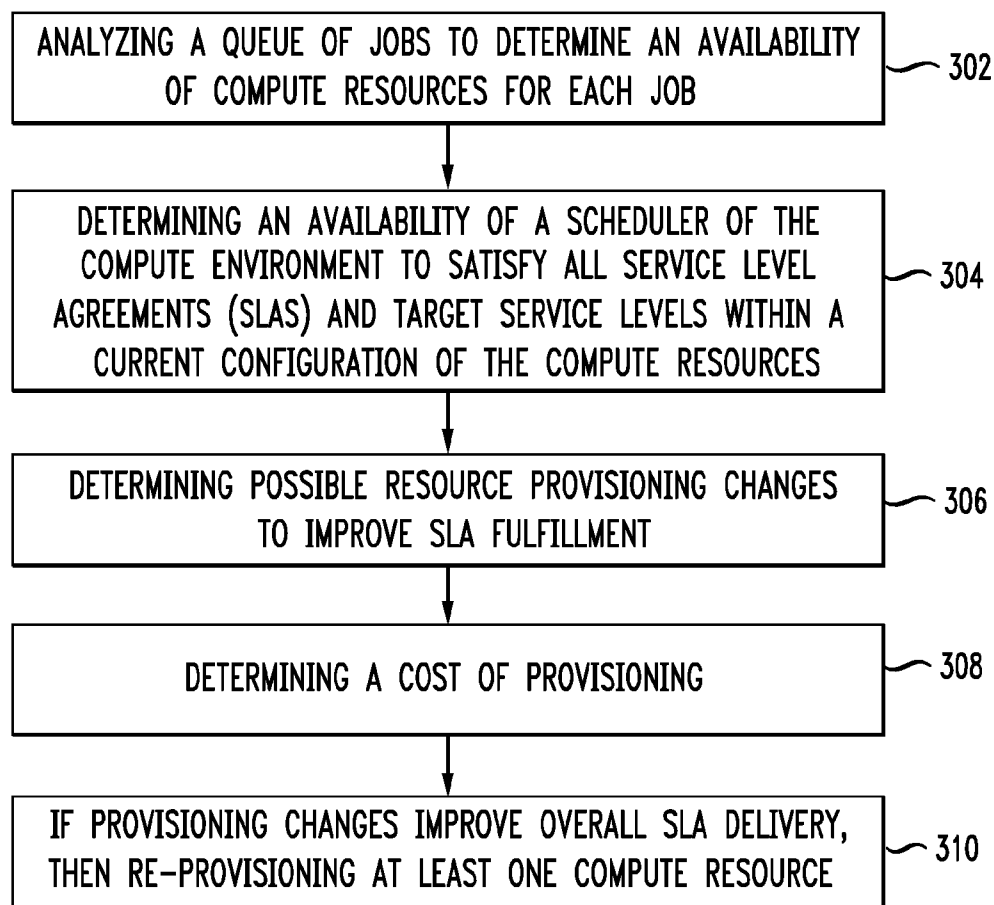 ANALYZING A QUEUE OF JOBS TO DETERMINE AN AVAILABILITY
OF COMPUTE RESOURCES FOR EACH JOB
302
DETERMINING AN AVAILABILITY OF A SCHEDULER OF THE
COMPUTE ENVIRONMENT TO SATISFY ALL SERVICE LEVEL
AGREEMENTS (SLAS) AND TARGET SERVICE LEVELS WITHIN A
CURRENT CONFIGURATION OF THE COMPUTE RESOURCES
304
DETERMINING POSSIBLE RESOURCE PROVISIONING CHANGES
TO IMPROVE SLA FULFILLMENT
306
DETERMINING A COST OF PROVISIONING
308
IF PROVISIONING CHANGES IMPROVE OVERALL SLA DELIVERY,
THEN RE-PROVISIONING AT LEAST ONE COMPUTE RESOURCE
310